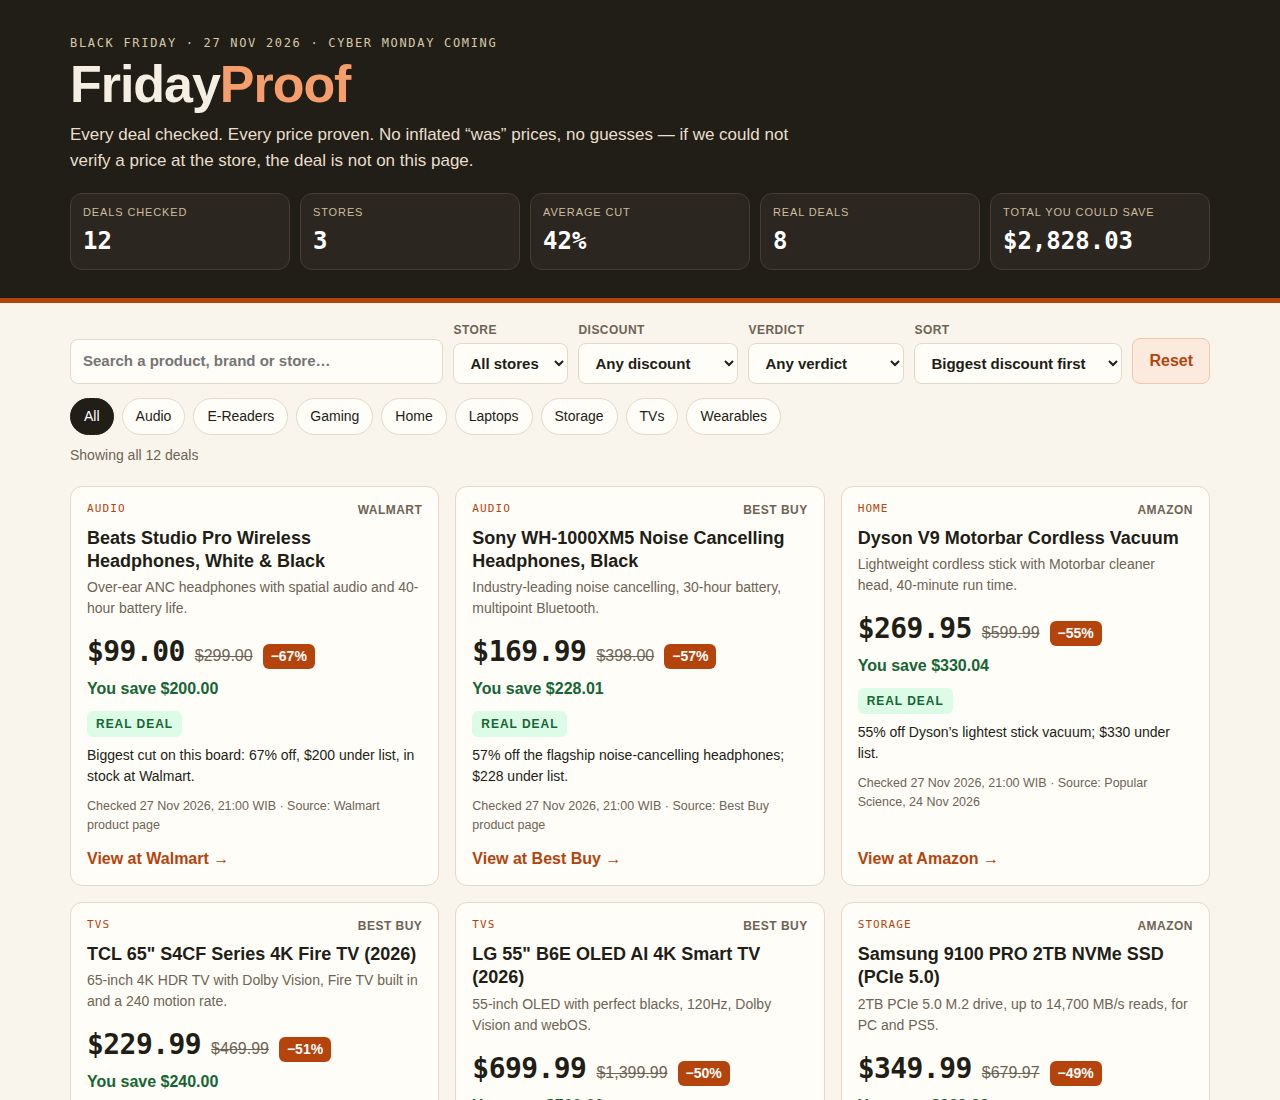 BLACK FRIDAY · 27 NOV 2026 · CYBER MONDAY COMING
FridayProof
Every deal checked. Every price proven. No inflated “was” prices, no guesses — if we could not
verify a price at the store, the deal is not on this page.
DEALS CHECKED
12
STORES
3
AVERAGE CUT
42%
REAL DEALS
8
TOTAL YOU COULD SAVE
$2,828.03
Search a product, brand or store…
STORE
All stores
DISCOUNT
Any discount
VERDICT
Any verdict
SORT
Biggest discount first
Reset
All
Audio
E-Readers
Gaming
Home
Laptops
Storage
TVs
Wearables
Showing all 12 deals
AUDIO
WALMART
Beats Studio Pro Wireless
Headphones, White & Black
Over-ear ANC headphones with spatial audio and 40-
hour battery life.
$99.00 $299.00 −67%
You save $200.00
REAL DEAL
Biggest cut on this board: 67% off, $200 under list, in
stock at Walmart.
Checked 27 Nov 2026, 21:00 WIB · Source: Walmart
product page
View at Walmart →
AUDIO
BEST BUY
Sony WH-1000XM5 Noise Cancelling
Headphones, Black
Industry-leading noise cancelling, 30-hour battery,
multipoint Bluetooth.
$169.99 $398.00 −57%
You save $228.01
REAL DEAL
57% off the flagship noise-cancelling headphones;
$228 under list.
Checked 27 Nov 2026, 21:00 WIB · Source: Best Buy
product page
View at Best Buy →
HOME
AMAZON
Dyson V9 Motorbar Cordless Vacuum
Lightweight cordless stick with Motorbar cleaner
head, 40-minute run time.
$269.95 $599.99 −55%
You save $330.04
REAL DEAL
55% off Dyson’s lightest stick vacuum; $330 under
list.
Checked 27 Nov 2026, 21:00 WIB · Source: Popular
Science, 24 Nov 2026
View at Amazon →
TVS
BEST BUY
TCL 65" S4CF Series 4K Fire TV (2026)
65-inch 4K HDR TV with Dolby Vision, Fire TV built in
and a 240 motion rate.
$229.99 $469.99 −51%
You save $240.00
TVS
BEST BUY
LG 55" B6E OLED AI 4K Smart TV
(2026)
55-inch OLED with perfect blacks, 120Hz, Dolby
Vision and webOS.
$699.99 $1,399.99 −50%
STORAGE
AMAZON
Samsung 9100 PRO 2TB NVMe SSD
(PCIe 5.0)
2TB PCIe 5.0 M.2 drive, up to 14,700 MB/s reads, for
PC and PS5.
$349.99 $679.97 −49%